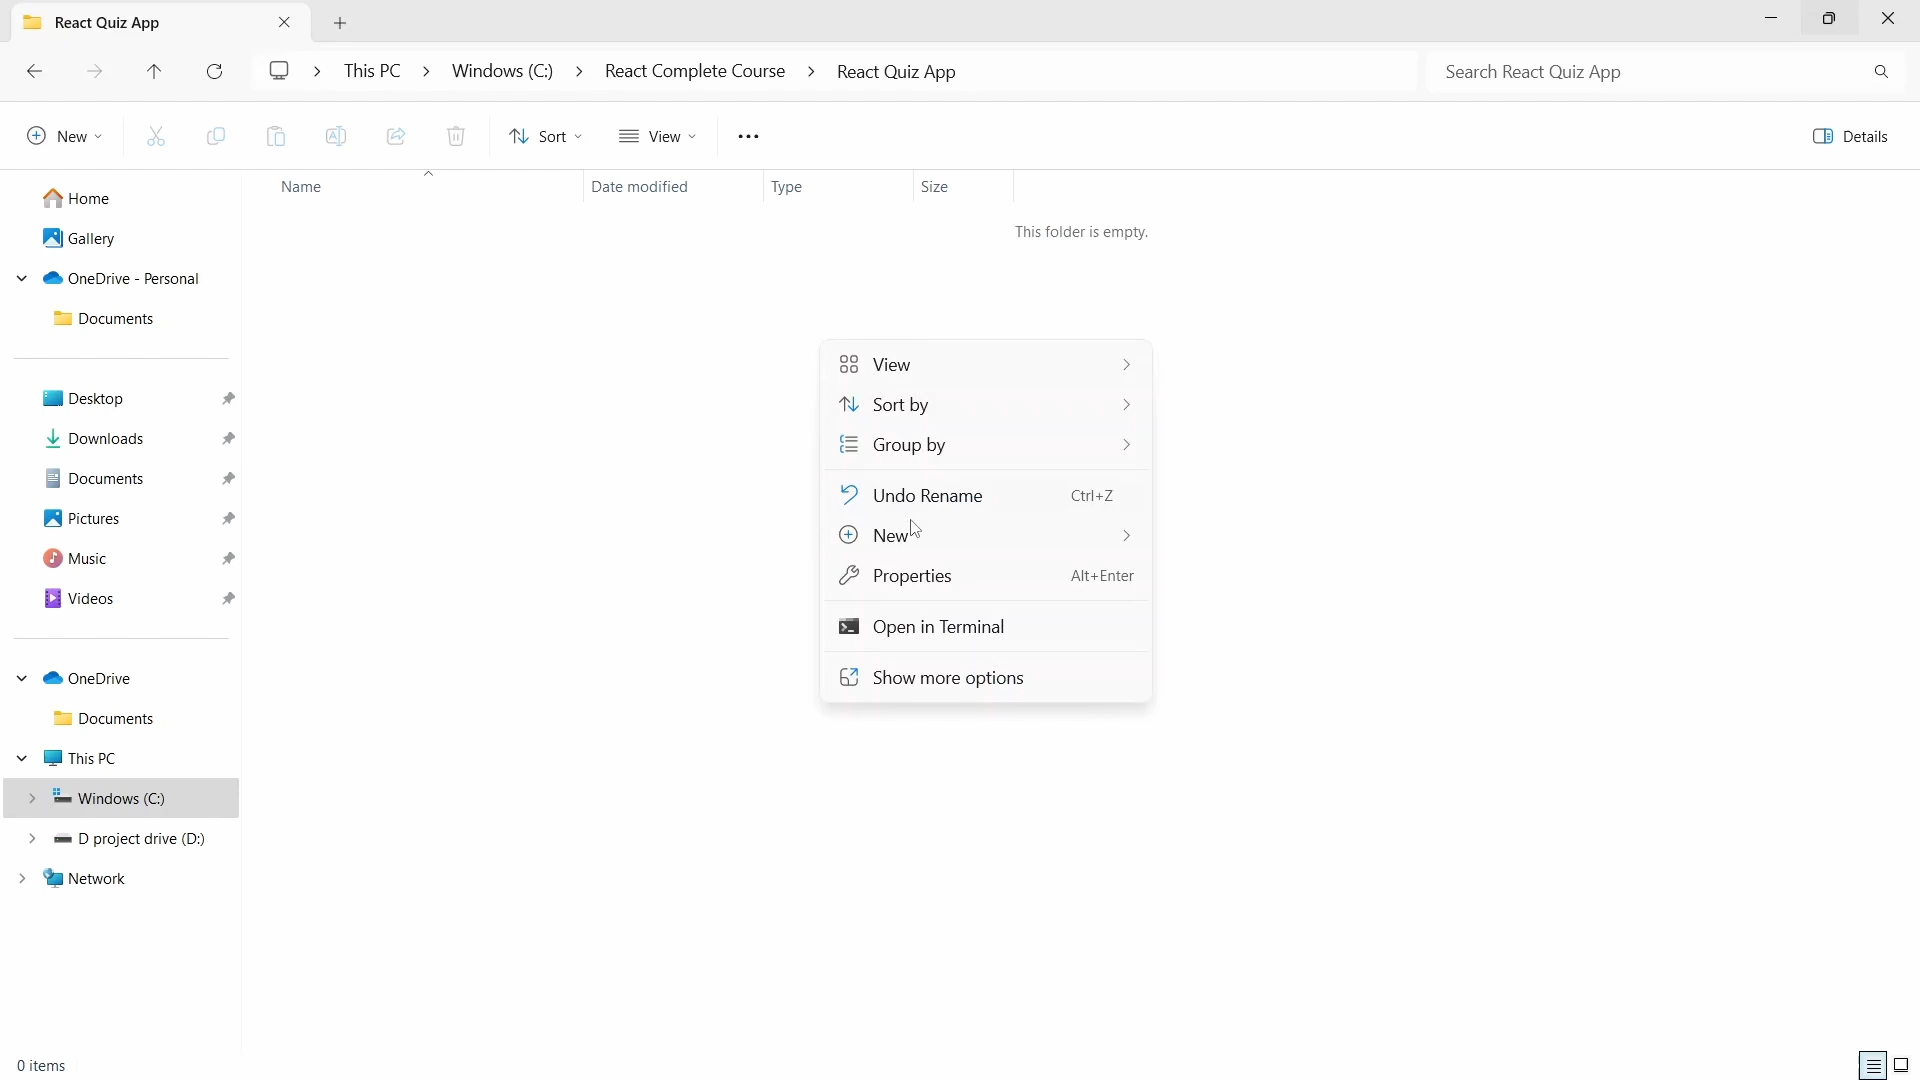 React Quiz App
This PC
Windows (C:)
React Complete Course
React Quiz App
Search React Quiz App
New
Sort
View
Details
Name
Date modified
Type
Size
This folder is empty.
Home
Gallery
OneDrive - Personal
Documents
Desktop
Downloads
Documents
Pictures
Music
Videos
OneDrive
Documents
This PC
Windows (C:)
D project drive (D:)
Network
View
Sort by
Group by
Undo Rename Ctrl+Z
New
Properties Alt+Enter
Open in Terminal
Show more options
0 items